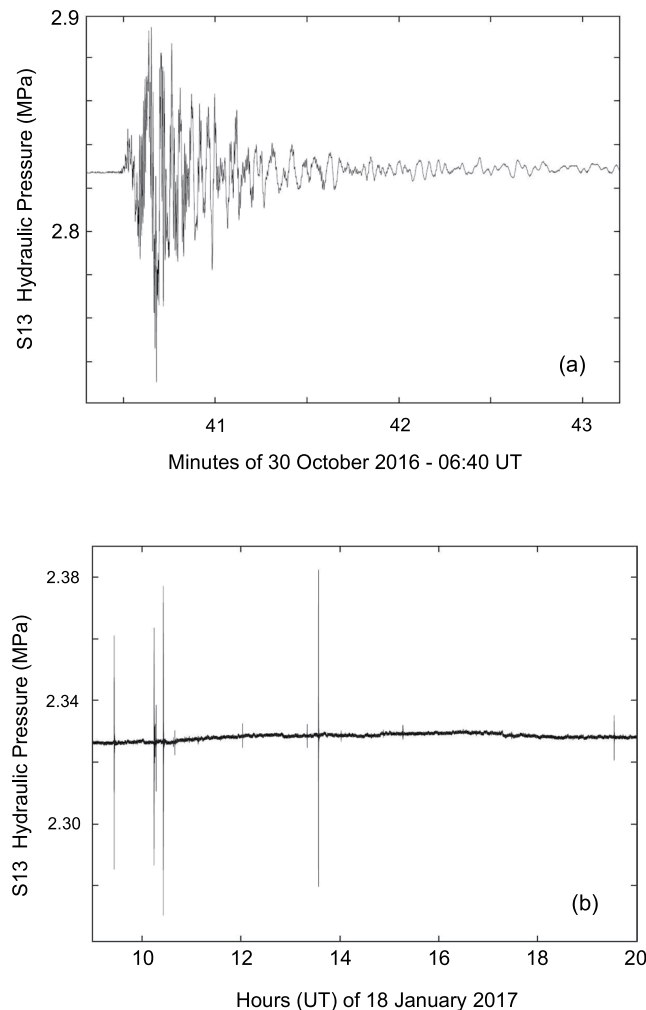 2.9
2.8
S13 Hydraulic Pressure (MPa)
(a)
41 42 43
Minutes of 30 October 2016 - 06:40 UT
2.38
2.34
2.30
S13 Hydraulic Pressure (MPa)
(b)
10 12 14 16 18 20
Hours (UT) of 18 January 2017